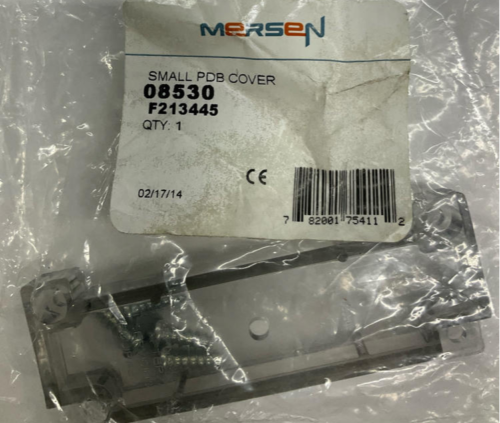 MERSEN
SMALL PDB COVER
08530
F213445
QTY. 1
CE
02/17/14
7 82001 75411 2